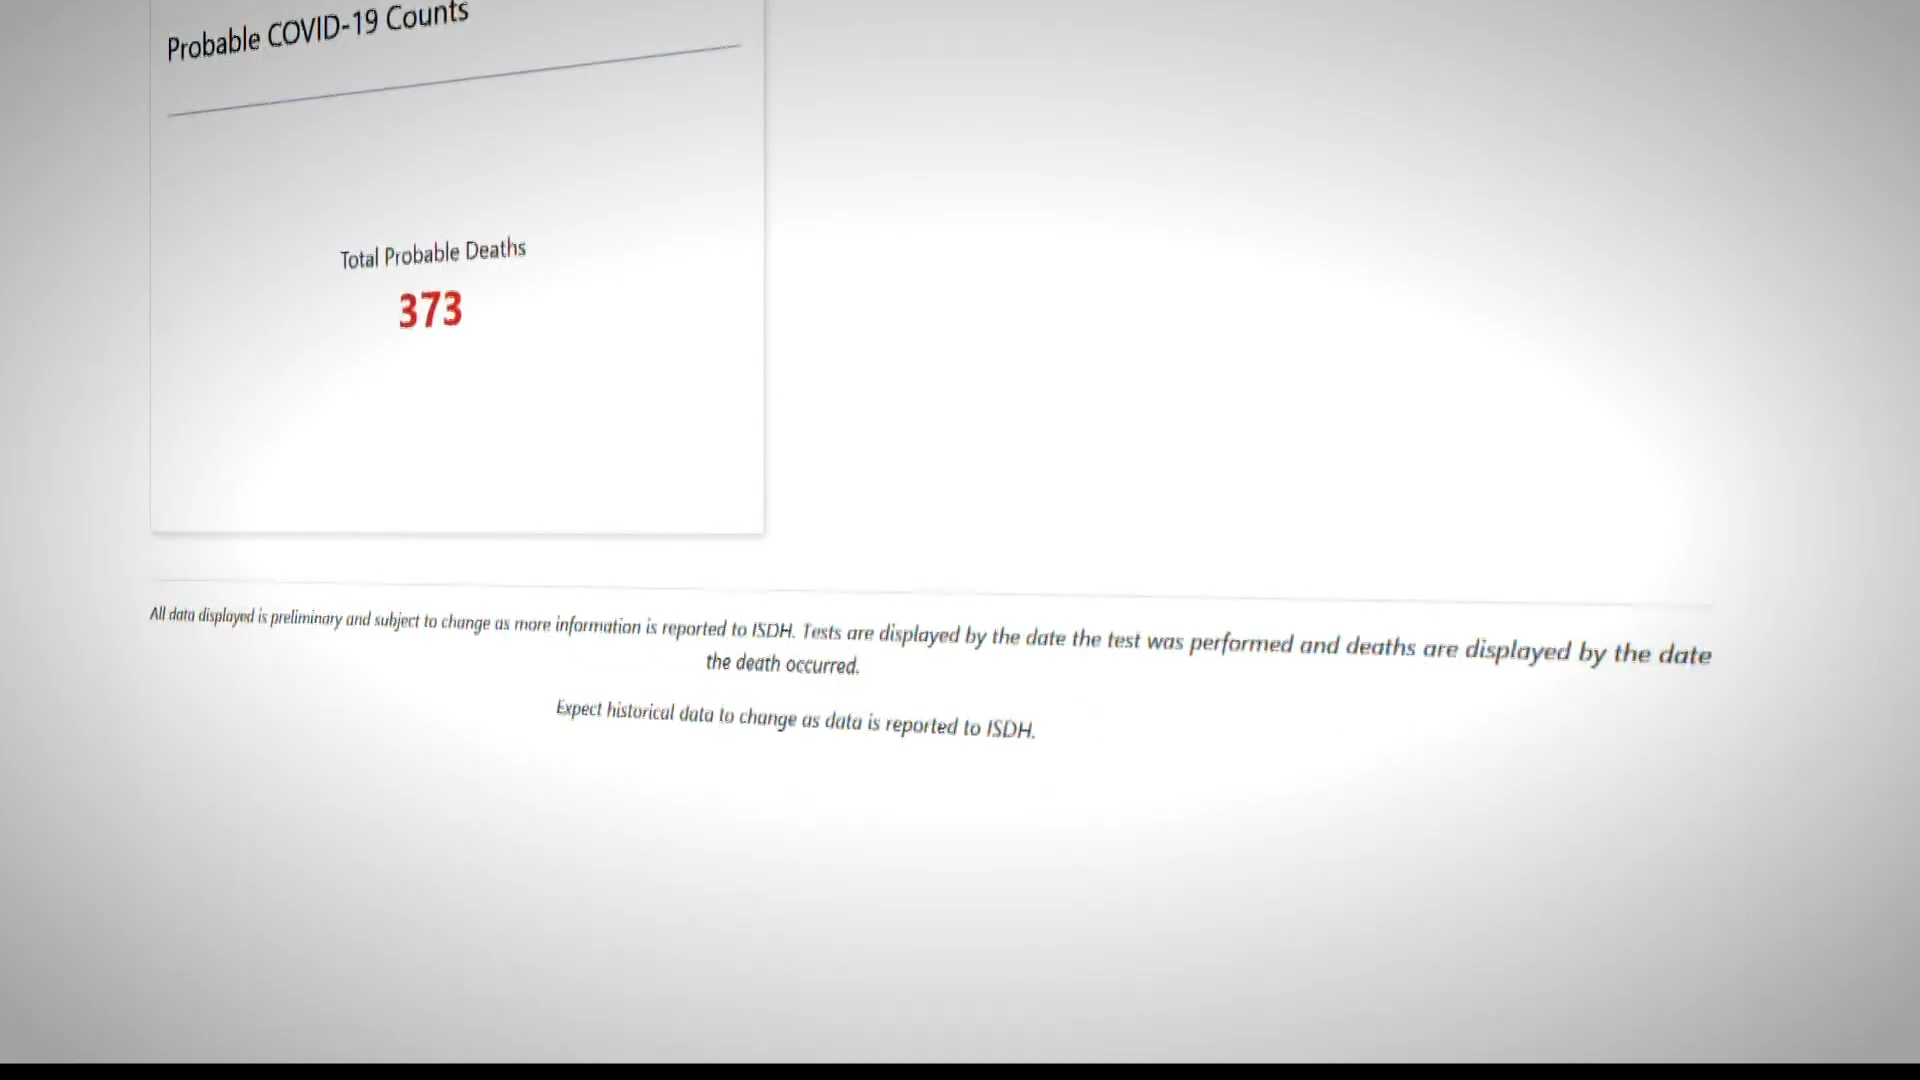 Probable COVID-19 Counts
Total Probable Deaths
373
All data displayed is preliminary and subject to change as more information is reported to ISDH. Tests are displayed by the date the test was performed and deaths are displayed by the date
the death occurred.
Expect historical data to change as data is reported to ISDH.